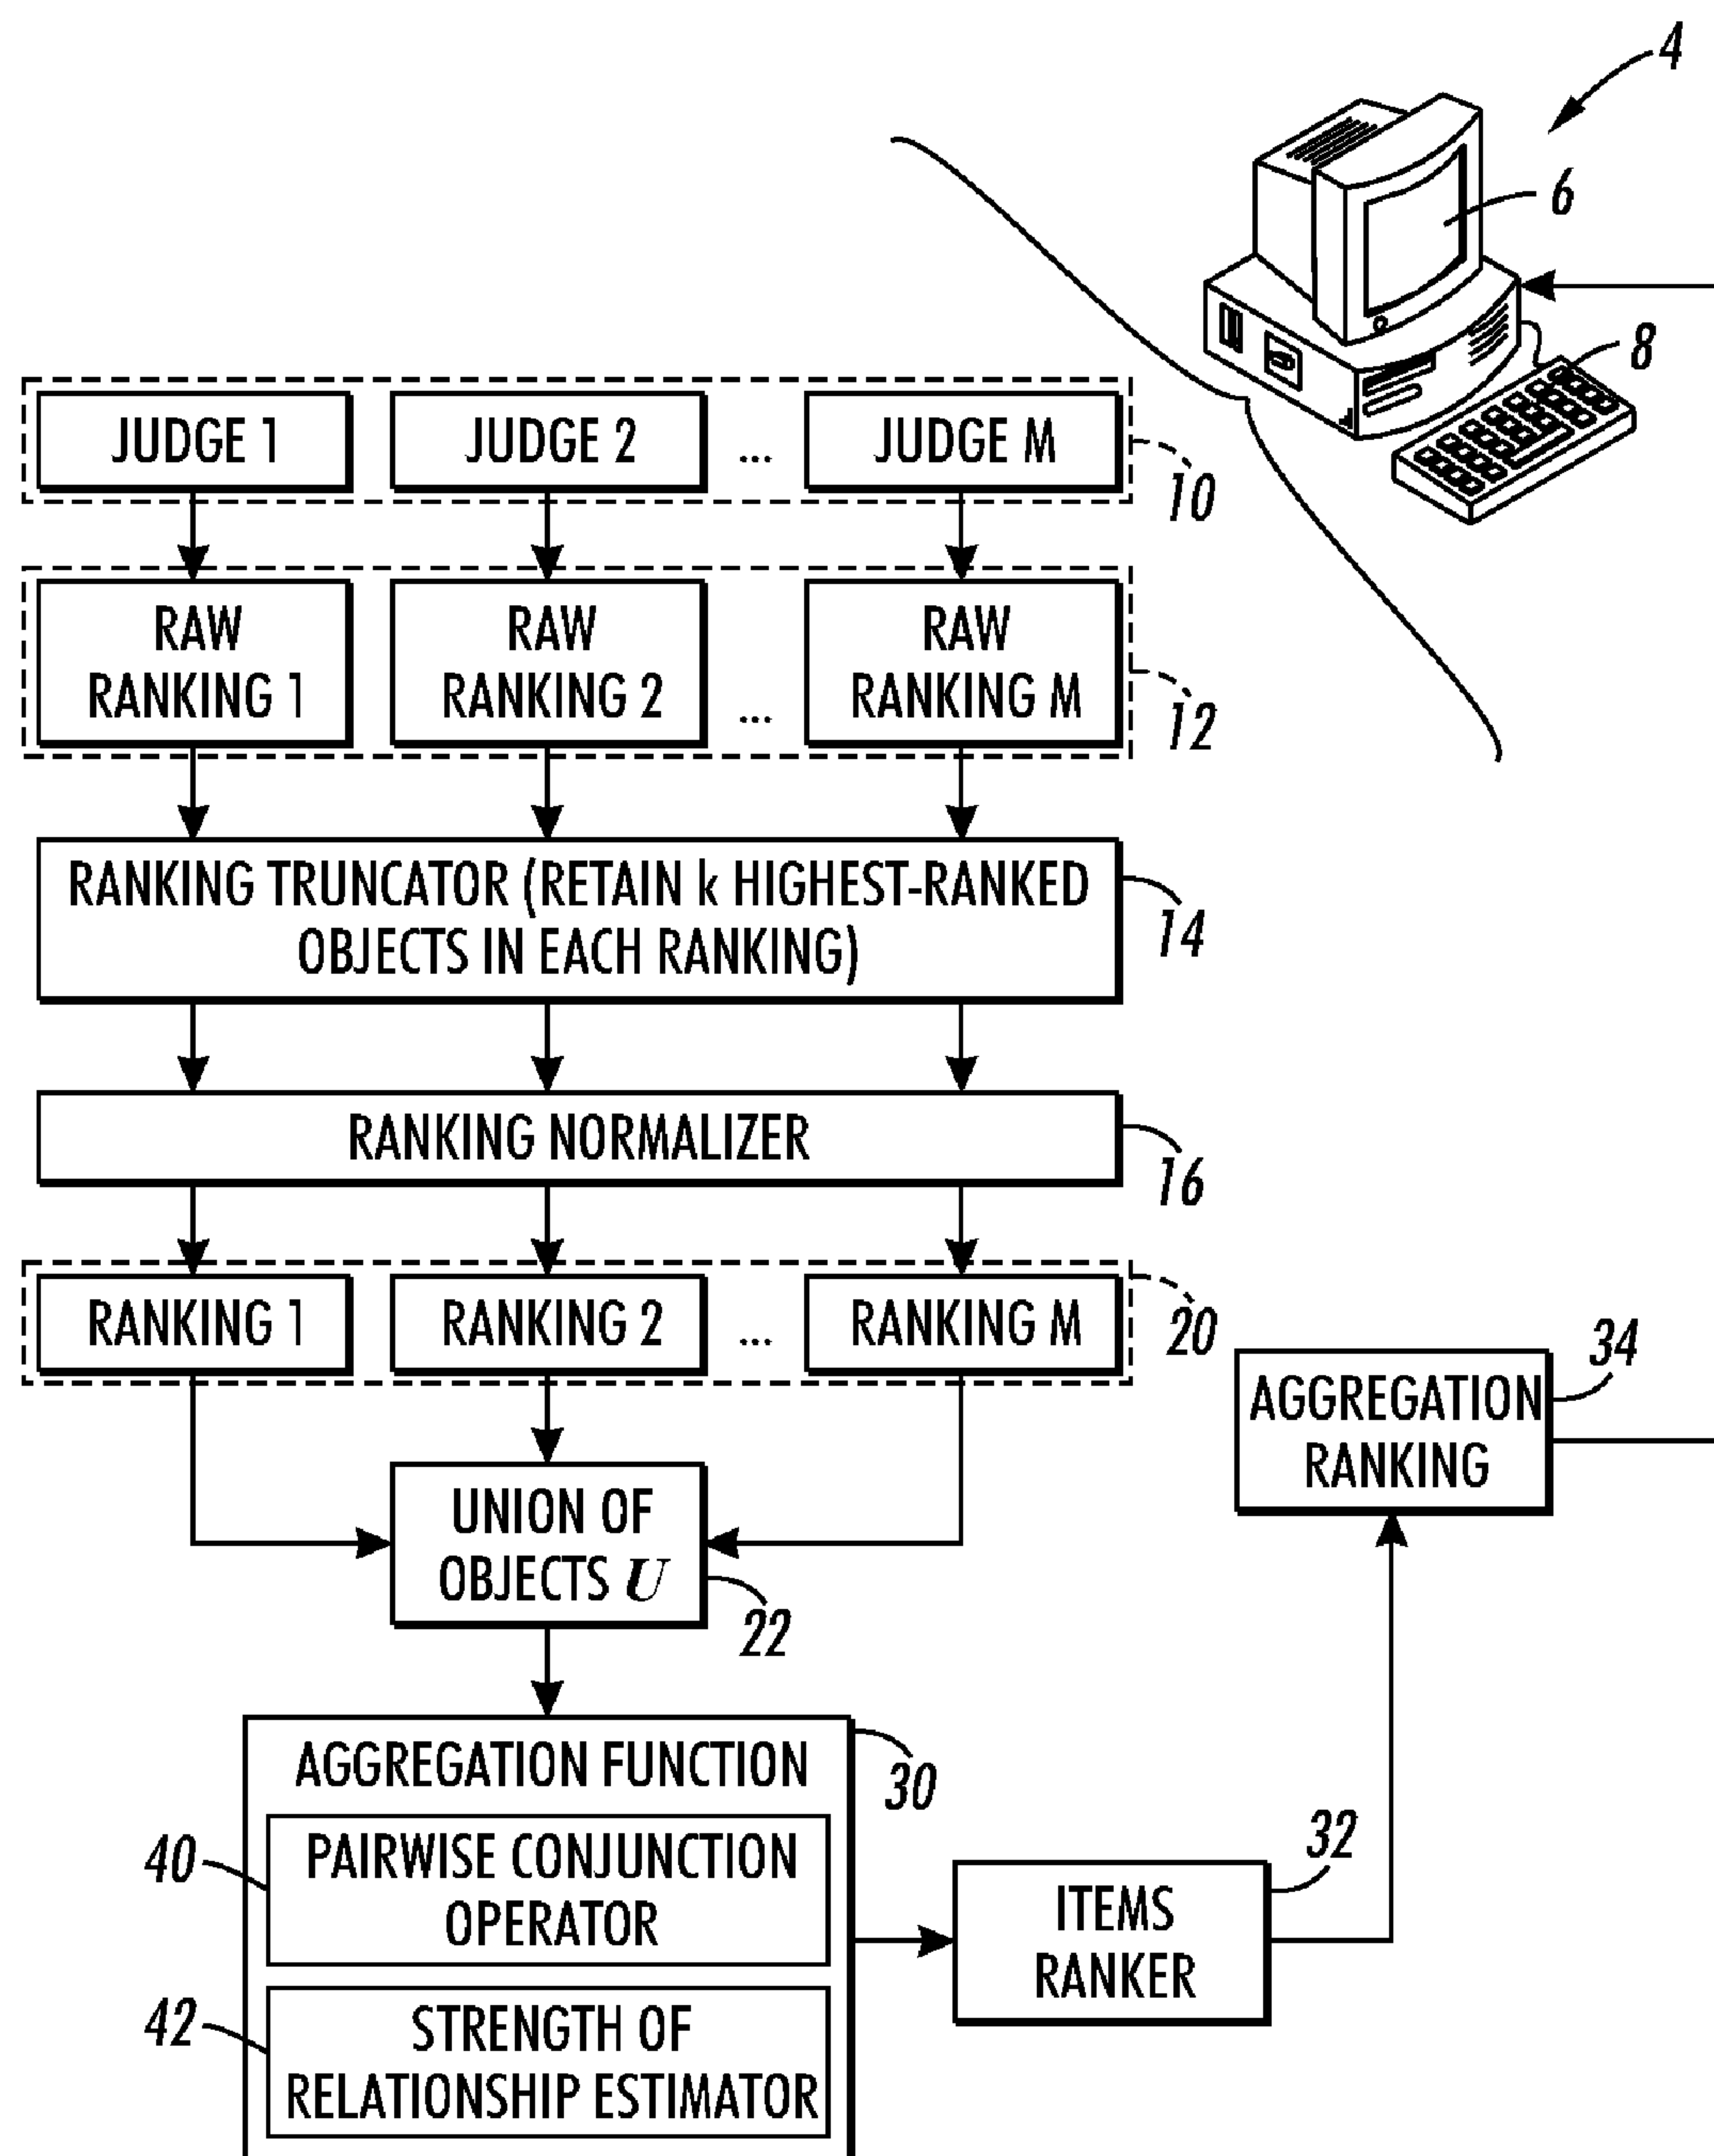 4
6
8
JUDGE 1
JUDGE 2
...
JUDGE M
10
RAW
RANKING 1
RAW
RANKING 2
...
RAW
RANKING M
12
RANKING TRUNCATOR (RETAIN k HIGHEST-RANKED
OBJECTS IN EACH RANKING)
14
RANKING NORMALIZER
16
RANKING 1
RANKING 2
...
RANKING M
20
UNION OF
OBJECTS U
22
AGGREGATION
RANKING
34
AGGREGATION FUNCTION
30
40
PAIRWISE CONJUNCTION
OPERATOR
42
STRENGTH OF
RELATIONSHIP ESTIMATOR
ITEMS
RANKER
32